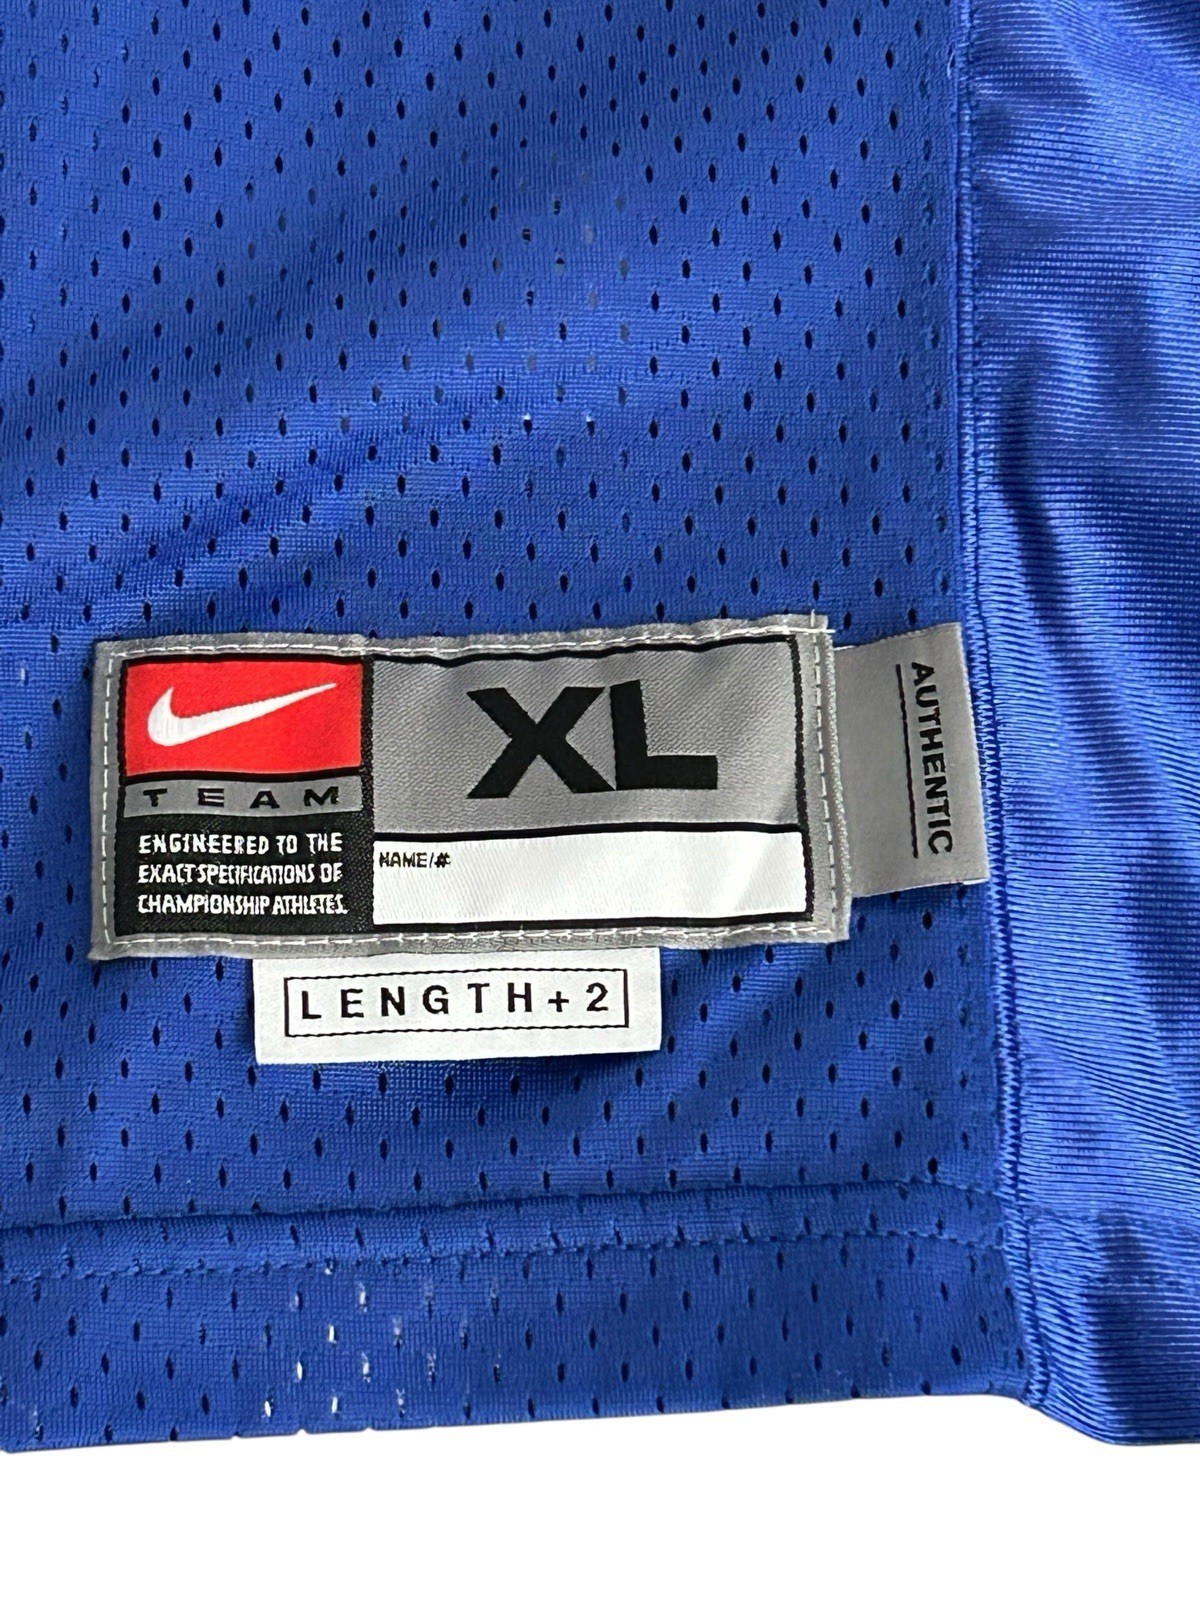 XL
TEAM
ENGINEERED TO THE
EXACT SPECIFICATIONS OF
CHAMPIONSHIP ATHLETES.
NAME/#
AUTHENTIC
LENGTH+2